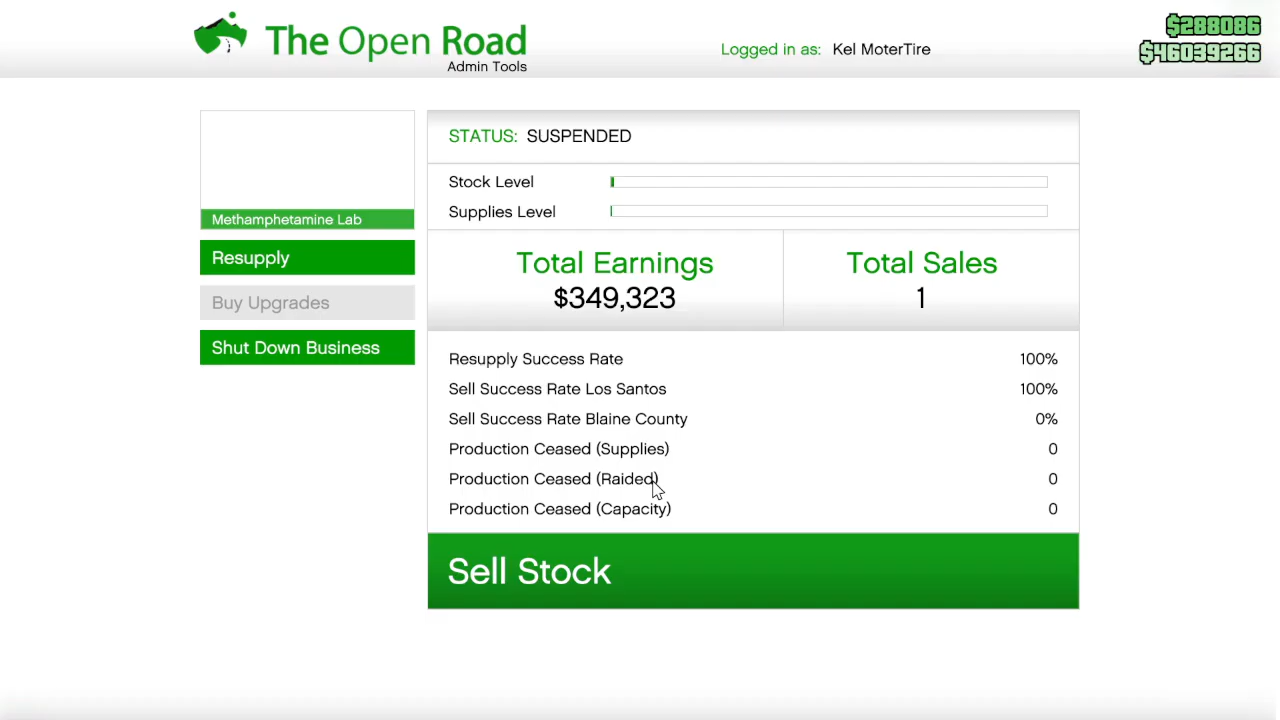 The Open Road
Admin Tools
Logged in as: Kel MoterTire
$288086
$46039266
Methamphetamine Lab
Resupply
Buy Upgrades
Shut Down Business
STATUS: SUSPENDED
Stock Level
Supplies Level
Total Earnings
$349,323
Total Sales
1
Resupply Success Rate 100%
Sell Success Rate Los Santos 100%
Sell Success Rate Blaine County 0%
Production Ceased (Supplies) 0
Production Ceased (Raided) 0
Production Ceased (Capacity) 0
Sell Stock